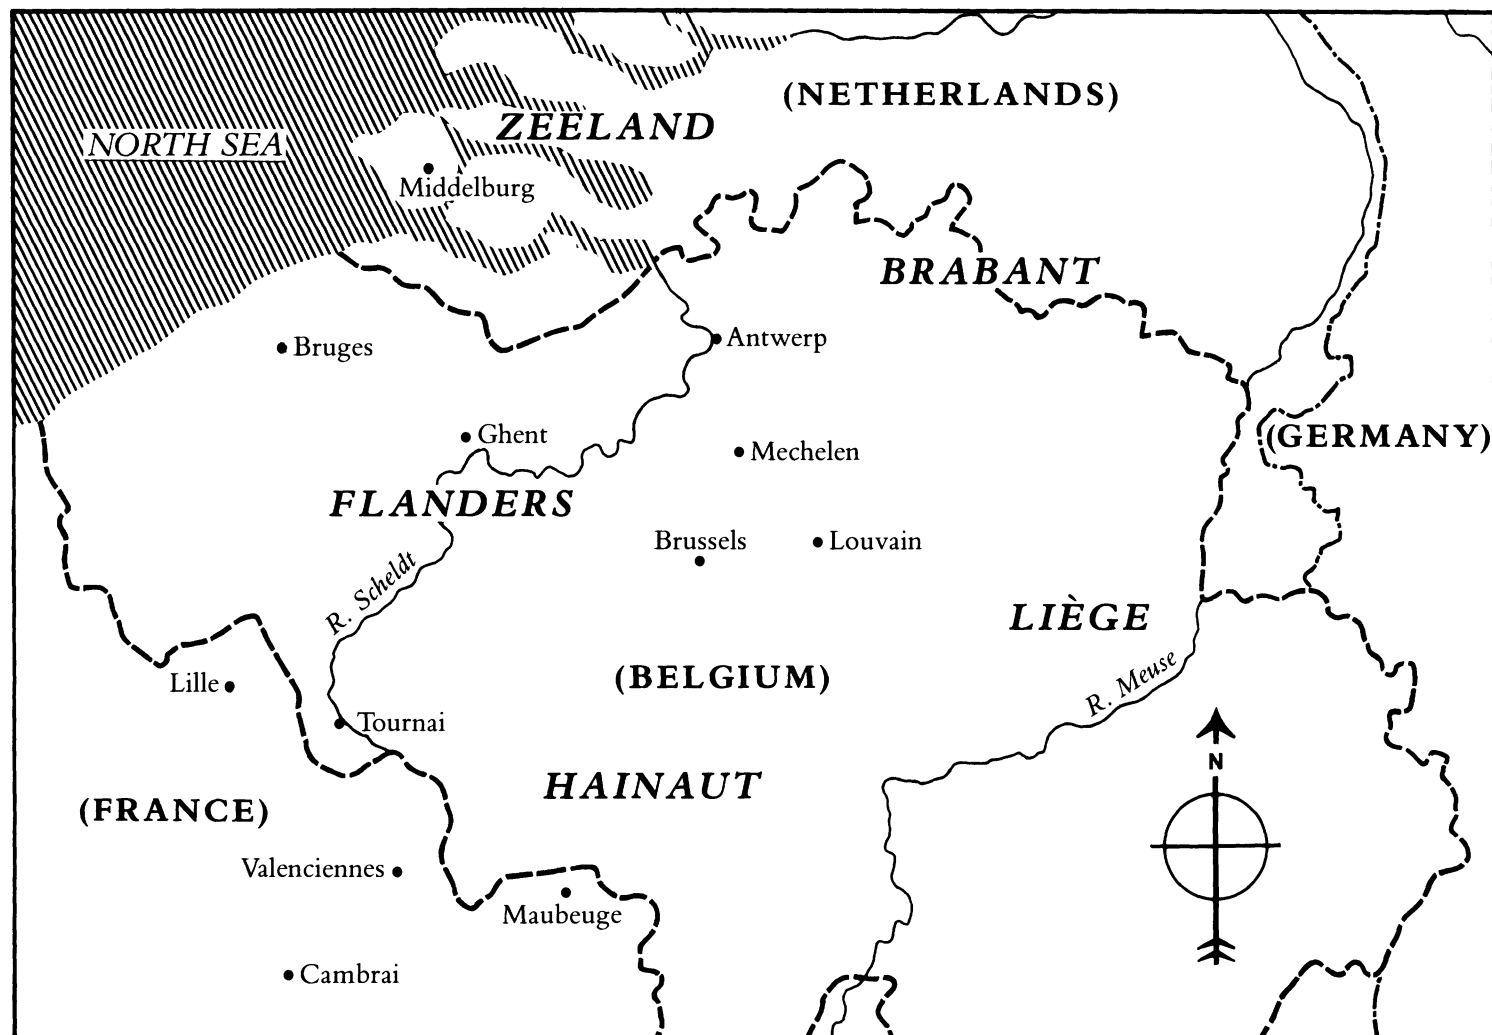 (NETHERLANDS)
ZEELAND
NORTH SEA
Middelburg
BRABANT
Antwerp
Bruges
Ghent
(GERMANY)
Mechelen
FLANDERS
Brussels
Louvain
R. Scheldt
LIÈGE
(BELGIUM)
R. Meuse
Lille
Tournai
N
HAINAUT
(FRANCE)
Valenciennes
Maubeuge
Cambrai